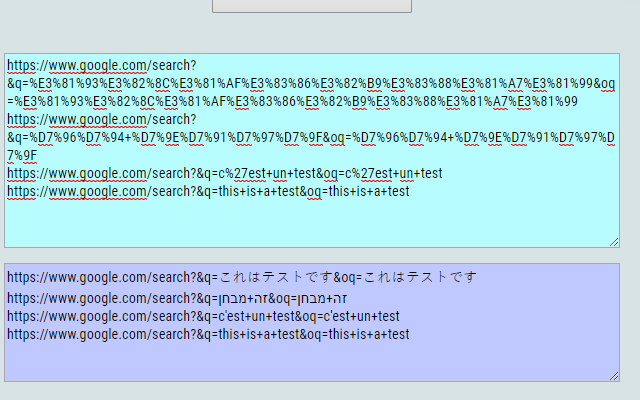 https://www.google.com/search?
&q=%E3%81%93%E3%82%8C%E3%81%AF%E3%83%86%E3%82%B9%E3%83%88%E3%81%A7%E3%81%99&oq
=%E3%81%93%E3%82%8C%E3%81%AF%E3%83%86%E3%82%B9%E3%83%88%E3%81%A7%E3%81%99
https://www.google.com/search?
&q=%D7%96%D7%94+%D7%9E%D7%91%D7%97%D7%9F&oq=%D7%96%D7%94+%D7%9E%D7%91%D7%97%D
7%9F
https://www.google.com/search?&q=c%27est+un+test&oq=c%27est+un+test
https://www.google.com/search?&q=this+is+a+test&oq=this+is+a+test
https://www.google.com/search?&q=これはテストです&oq=これはテストです
https://www.google.com/search?&q=זה+מבחן&oq=זה+מבחן
https://www.google.com/search?&q=c'est+un+test&oq=c'est+un+test
https://www.google.com/search?&q=this+is+a+test&oq=this+is+a+test